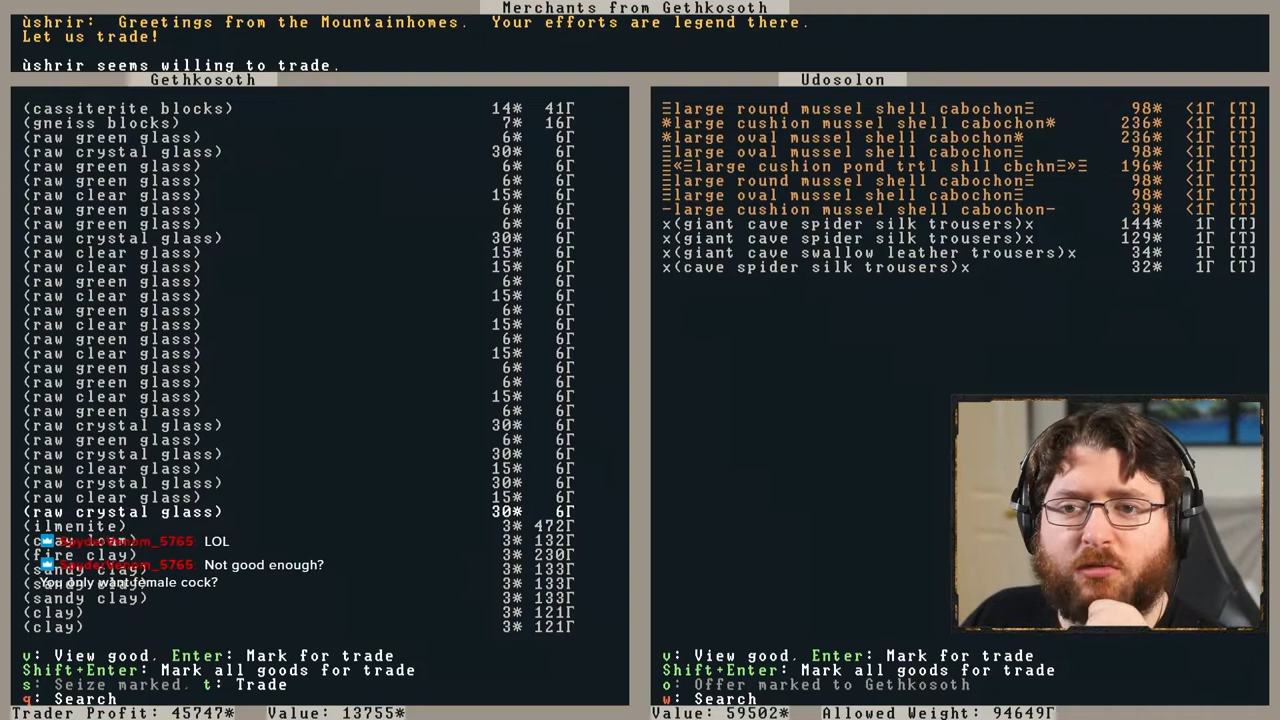 Merchants from Gethkosoth
ùshrir: Greetings from the Mountainhomes. Your efforts are legend there.
Let us trade!
ùshrir seems willing to trade.
Gethkosoth
(cassiterite blocks) 14* 41Γ
(gneiss blocks) 7* 16Γ
(raw green glass) 6* 6Γ
(raw crystal glass) 30* 6Γ
(raw green glass) 6* 6Γ
(raw green glass) 6* 6Γ
(raw clear glass) 15* 6Γ
(raw green glass) 6* 6Γ
(raw green glass) 6* 6Γ
(raw crystal glass) 30* 6Γ
(raw clear glass) 15* 6Γ
(raw clear glass) 15* 6Γ
(raw green glass) 6* 6Γ
(raw clear glass) 15* 6Γ
(raw green glass) 6* 6Γ
(raw clear glass) 15* 6Γ
(raw green glass) 6* 6Γ
(raw clear glass) 15* 6Γ
(raw green glass) 6* 6Γ
(raw green glass) 6* 6Γ
(raw clear glass) 15* 6Γ
(raw green glass) 6* 6Γ
(raw crystal glass) 30* 6Γ
(raw green glass) 6* 6Γ
(raw crystal glass) 30* 6Γ
(raw clear glass) 15* 6Γ
(raw crystal glass) 30* 6Γ
(raw clear glass) 15* 6Γ
(raw crystal glass) 30* 6Γ
(ilmenite) 3* 472Γ
3* 132Γ
(fire clay) 3* 230Γ
(sandy clay) 3* 133Γ
3* 133Γ
(sandy clay) 3* 133Γ
(clay) 3* 121Γ
(clay) 3* 121Γ
SpyderVenom_5765 LOL
SpyderVenom_5765 Not good enough?
You only want female cock?
v: View good. Enter: Mark for trade
Shift+Enter: Mark all goods for trade
s: Seize marked. t: Trade
q: Search
Trader Profit: 45747* Value: 13755*
Udosolon
≡large round mussel shell cabochon≡ 98* <1Γ [T]
*large cushion mussel shell cabochon* 236* <1Γ [T]
*large oval mussel shell cabochon* 236* <1Γ [T]
≡large oval mussel shell cabochon≡ 98* <1Γ [T]
≡«≡large cushion pond trtl shll cbchn≡»≡ 196* <1Γ [T]
≡large round mussel shell cabochon≡ 98* <1Γ [T]
≡large oval mussel shell cabochon≡ 98* <1Γ [T]
-large cushion mussel shell cabochon- 39* <1Γ [T]
x(giant cave spider silk trousers)x 144* 1Γ [T]
x(giant cave spider silk trousers)x 129* 1Γ [T]
x(giant cave swallow leather trousers)x 34* 1Γ [T]
x(cave spider silk trousers)x 32* 1Γ [T]
v: View good. Enter: Mark for trade
Shift+Enter: Mark all goods for trade
o: Offer marked to Gethkosoth
w: Search
Value: 59502* Allowed Weight: 94649Γ